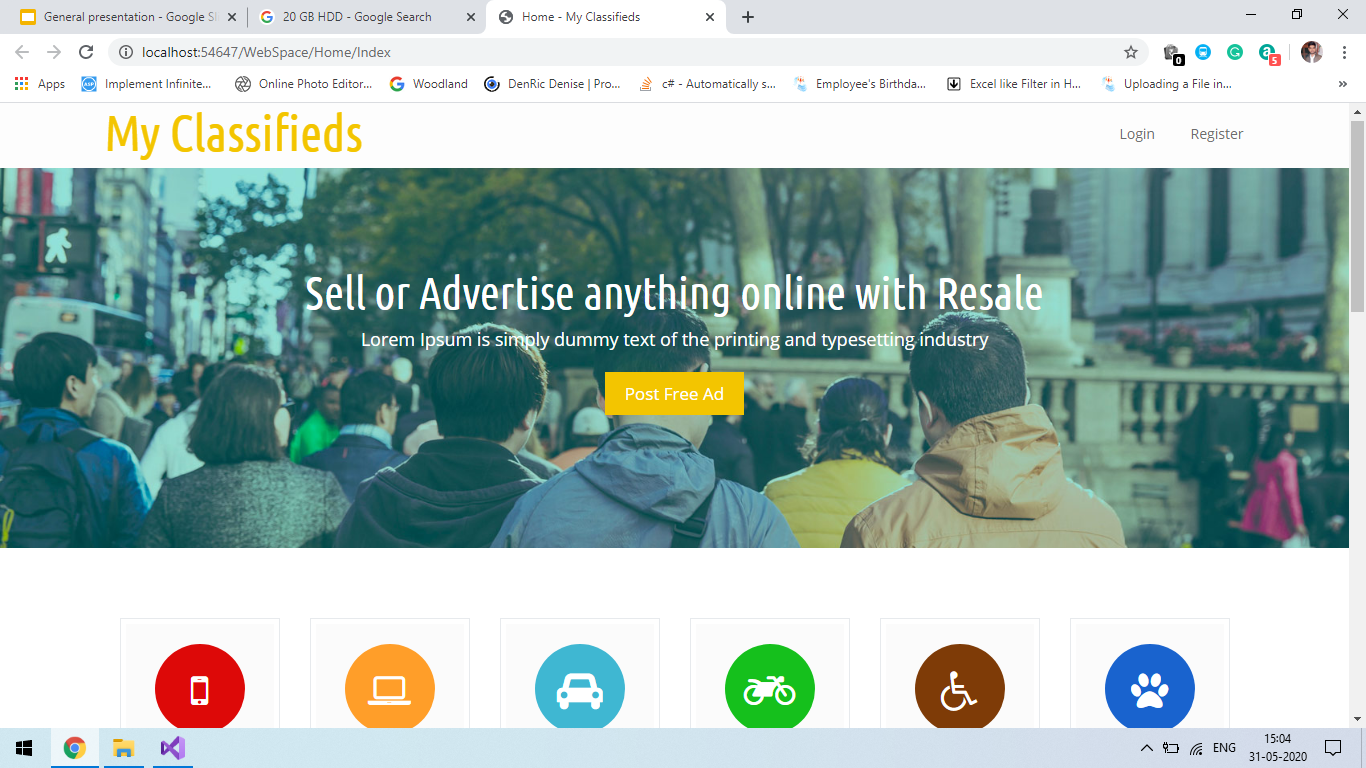 General presentation - Google Sl
20 GB HDD - Google Search
Home - My Classifieds
localhost:54647/WebSpace/Home/Index
0
5
Apps
ASP
Implement Infinite...
Online Photo Editor...
Woodland
DenRic Denise | Pro...
c# - Automatically s...
Employee's Birthda...
Excel like Filter in H...
Uploading a File in...
»
My Classifieds
Login
Register
Sell or Advertise anything online with Resale
Lorem Ipsum is simply dummy text of the printing and typesetting industry
Post Free Ad
ENG
15:04
31-05-2020